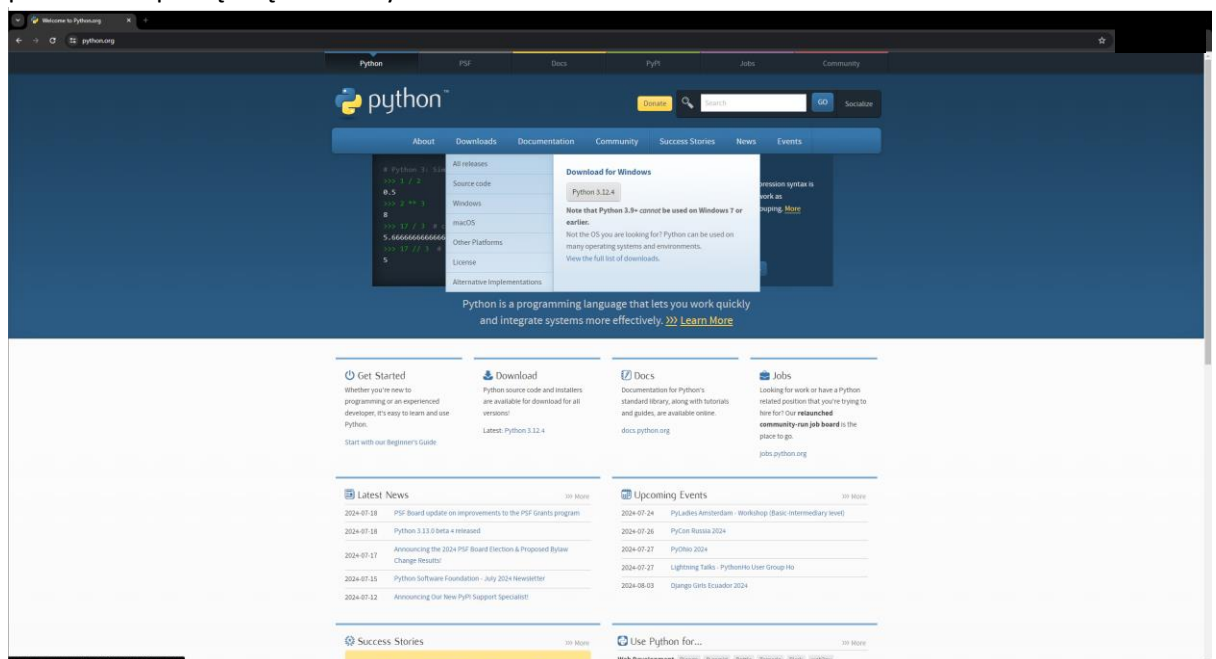 Welcome to Python.org
python.org
Python PSF Docs PyPI Jobs Community
python™
Donate Search GO Socialize
About Downloads Documentation Community Success Stories News Events
# Python 3: Sim
>>> 1 / 2
0.5
>>> 2 ** 3
8
>>> 17 / 3 #
5.666666666666
>>> 17 // 3 #
5
All releases
Source code
Windows
macOS
Other Platforms
License
Alternative Implementations
Download for Windows
Python 3.12.4
Note that Python 3.9+ cannot be used on Windows 7 or
earlier.
Not the OS you are looking for? Python can be used on
many operating systems and environments.
View the full list of downloads.
expression syntax is
work as
ouping. More
Python is a programming language that lets you work quickly
and integrate systems more effectively. >>> Learn More
Get Started
Whether you're new to
programming or an experienced
developer, it's easy to learn and use
Python.
Start with our Beginner's Guide
Download
Python source code and installers
are available for download for all
versions!
Latest: Python 3.12.4
Docs
Documentation for Python's
standard library, along with tutorials
and guides, are available online.
docs.python.org
Jobs
Looking for work or have a Python
related position that you're trying to
hire for? Our relaunched
community-run job board is the
place to go.
jobs.python.org
Latest News >>> More
2024-07-18 PSF Board update on improvements to the PSF Grants program
2024-07-18 Python 3.13.0 beta 4 released
2024-07-17 Announcing the 2024 PSF Board Election & Proposed Bylaw
Change Results!
2024-07-15 Python Software Foundation - July 2024 Newsletter
2024-07-12 Announcing Our New PyPI Support Specialist!
Upcoming Events >>> More
2024-07-24 PyLadies Amsterdam - Workshop (Basic-intermediary level)
2024-07-26 PyCon Russia 2024
2024-07-27 PyOhio 2024
2024-07-27 Lightning Talks - PythonHo User Group Ho
2024-08-03 Django Girls Ecuador 2024
Success Stories >>> More
Use Python for... >>> More